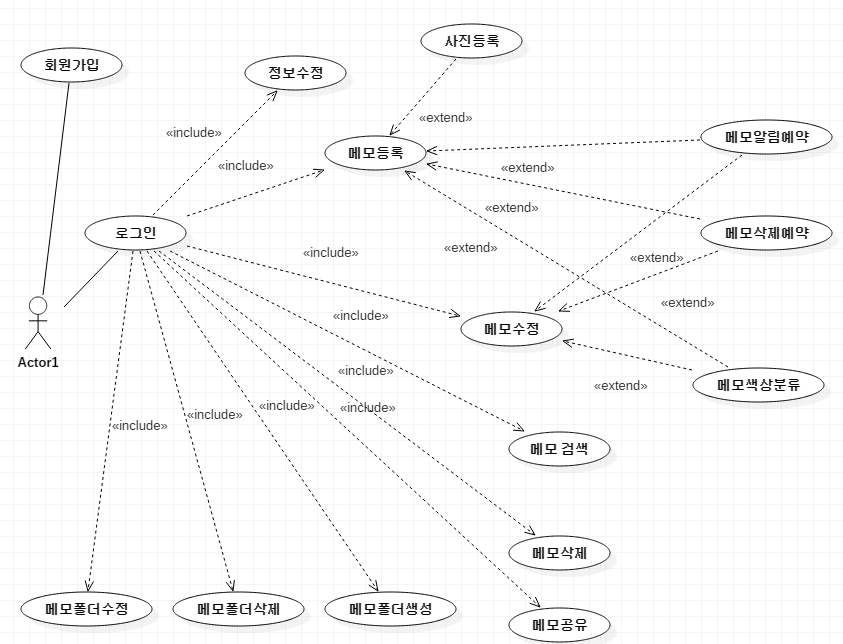 사진등록
회원가입
정보수정
«extend»
«include»
메모알림예약
메모등록
«include»
«extend»
«extend»
로그인
메모삭제예약
«extend»
«include»
«extend»
«extend»
«include»
메모수정
«include»
Actor1
«extend»
메모색상분류
«include»
«include»
«include»
«include»
메모 검색
메모삭제
메모폴더수정
메모폴더삭제
메모폴더생성
메모공유